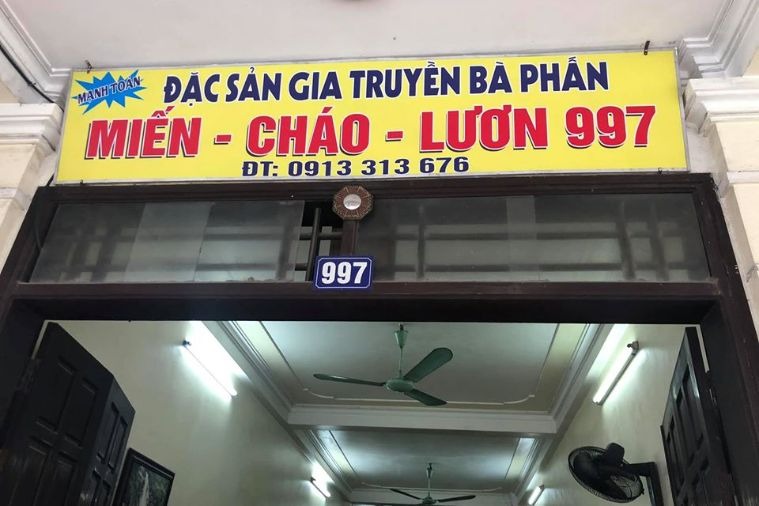 MẠNH TOÀN
ĐẶC SẢN GIA TRUYỀN BÀ PHẤN
MIẾN - CHÁO - LƯƠN 997
ĐT: 0913 313 676
997